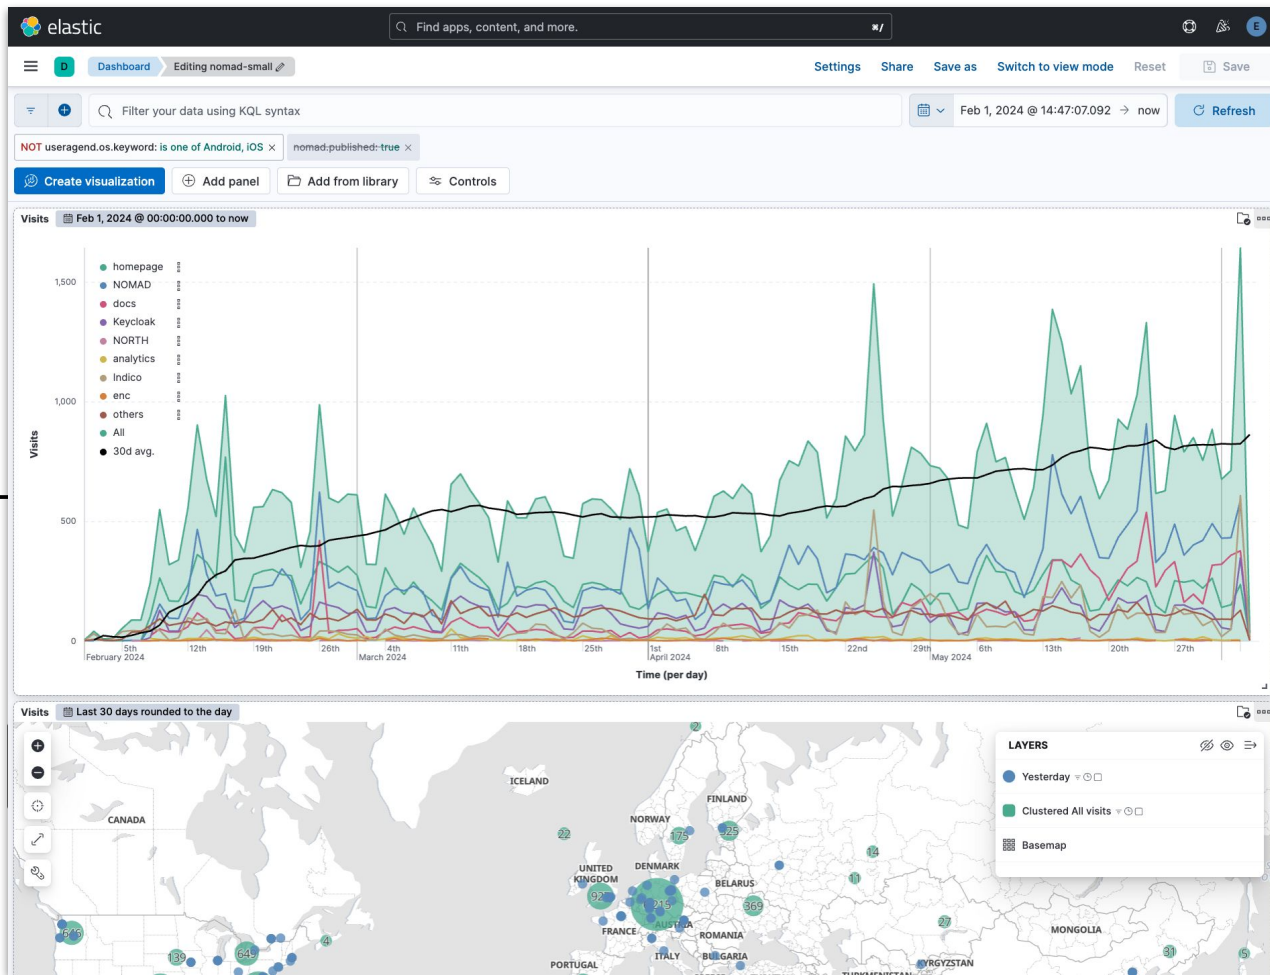 elastic
Find apps, content, and more.
⌘/
E
D
Dashboard
Editing nomad-small
Settings
Share
Save as
Switch to view mode
Reset
Save
Filter your data using KQL syntax
Feb 1, 2024 @ 14:47:07.092 → now
Refresh
NOT useragend.os.keyword: is one of Android, iOS ×
nomad.published: true ×
Create visualization
Add panel
Add from library
Controls
Visits
Feb 1, 2024 @ 00:00:00.000 to now
homepage
NOMAD
docs
Keycloak
NORTH
analytics
Indico
enc
others
All
30d avg.
1,500
1,000
500
0
Visits
5th
12th
19th
26th
4th
11th
18th
25th
1st
8th
15th
22nd
29th
6th
13th
20th
27th
February 2024
March 2024
April 2024
May 2024
Time (per day)
Visits
Last 30 days rounded to the day
LAYERS
Yesterday
Clustered All visits
Basemap
2
ICELAND
CANADA
FINLAND
NORWAY
22
175
325
14
UNITED
KINGDOM
DENMARK
11
BELARUS
369
AUSTRIA
FRANCE
ROMANIA
27
MONGOLIA
4
139
649
ITALY
BULGARIA
PORTUGAL
KYRGYZSTAN
31
5